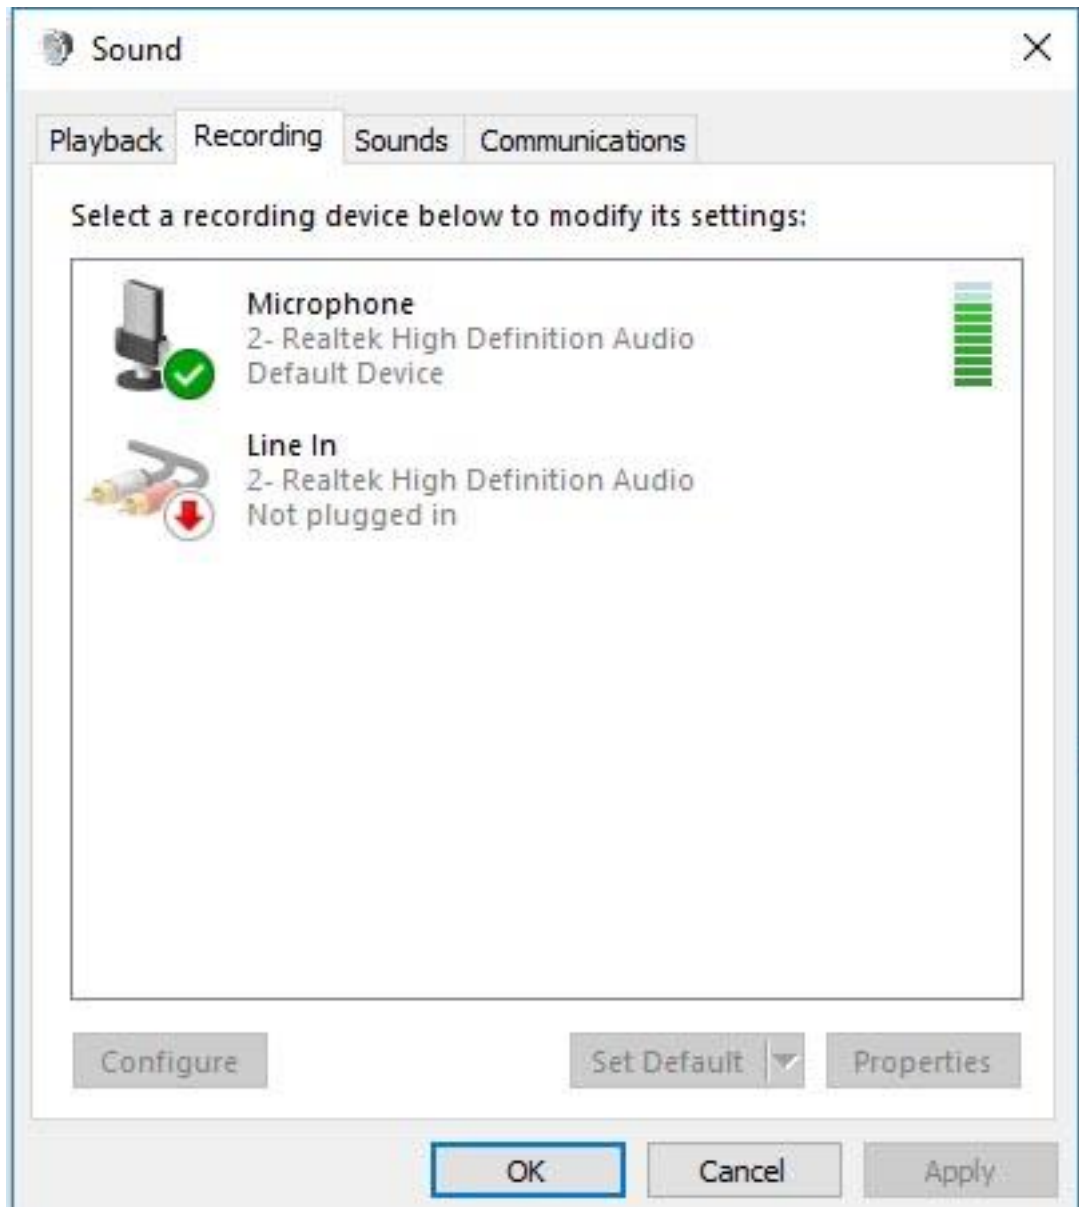 Sound
Playback Recording Sounds Communications
Select a recording device below to modify its settings:
Microphone
2- Realtek High Definition Audio
Default Device
Line In
2- Realtek High Definition Audio
Not plugged in
Configure Set Default Properties
OK Cancel Apply